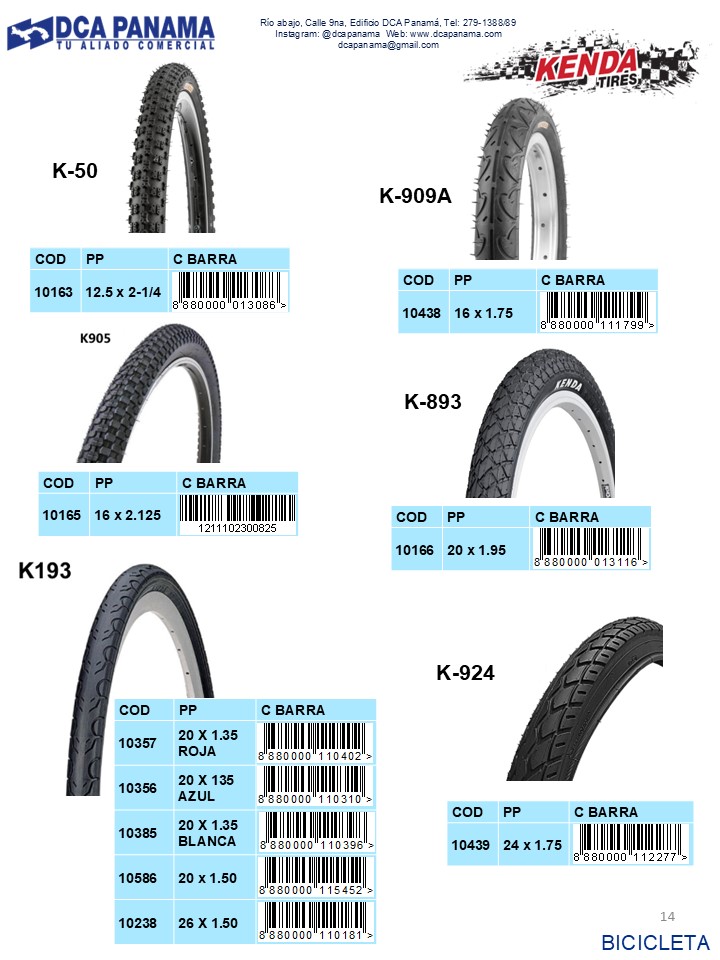 DCA PANAMA
TU ALIADO COMERCIAL
Río abajo, Calle 9na, Edificio DCA Panamá, Tel: 279-1388/89
Instagram: @dcapanama Web: www.dcapanama.com
dcapanama@gmail.com
KENDA
TIRES
K-50
COD PP C BARRA
10163 12.5 x 2-1/4
8 880000 013086 >
K-909A
COD PP C BARRA
10438 16 x 1.75
8 880000 111799 >
K905
COD PP C BARRA
10165 16 x 2.125
1211102300825
K-893
KENDA
COD PP C BARRA
10166 20 x 1.95
8 880000 013116 >
K193
COD PP C BARRA
10357 20 X 1.35 ROJA
8 880000 110402 >
10356 20 X 135 AZUL
8 880000 110310 >
10385 20 X 1.35 BLANCA
8 880000 110396 >
10586 20 x 1.50
8 880000 115452 >
10238 26 X 1.50
8 880000 110181 >
K-924
COD PP C BARRA
10439 24 x 1.75
8 880000 112277 >
14
BICICLETA